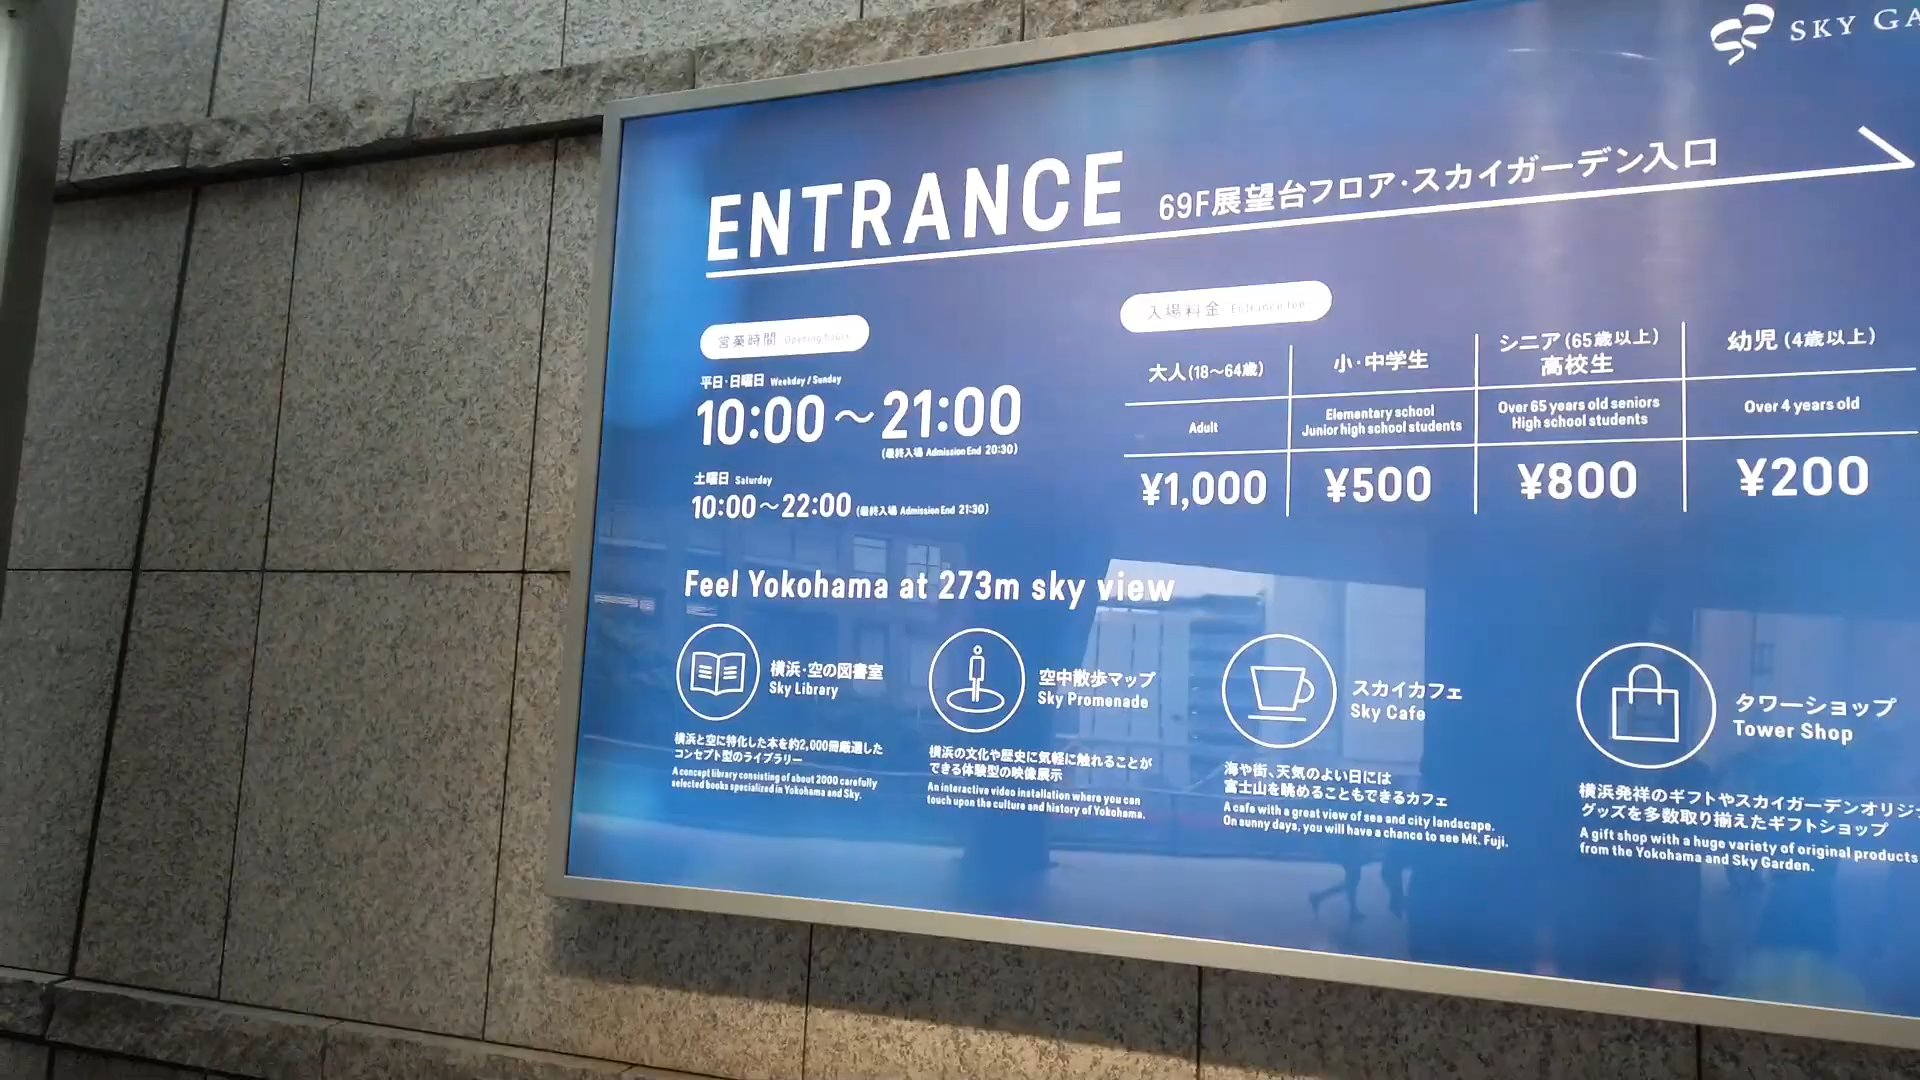 SKY GA
ENTRANCE 69F展望台フロア・スカイガーデン入口
営業時間 Opening hours
平日・日曜日 Weekday / Sunday
10:00〜21:00
(最終入場 Admission End 20:30)
土曜日 Saturday
10:00〜22:00 (最終入場 Admission End 21:30)
入場料金 Entrance fee
大人(18〜64歳)
Adult
¥1,000
小・中学生
Elementary school
Junior high school students
¥500
シニア(65歳以上)
高校生
Over 65 years old seniors
High school students
¥800
幼児(4歳以上)
Over 4 years old
¥200
Feel Yokohama at 273m sky view
横浜・空の図書室
Sky Library
横浜と空に特化した本を約2,000冊厳選した
コンセプト型のライブラリー
A concept library consisting of about 2000 carefully
selected books specialized in Yokohama and Sky.
空中散歩マップ
Sky Promenade
横浜の文化や歴史に気軽に触れることが
できる体験型の映像展示
An interactive video installation where you can
touch upon the culture and history of Yokohama.
スカイカフェ
Sky Cafe
海や街、天気のよい日には
富士山を眺めることもできるカフェ
A cafe with a great view of sea and city landscape.
On sunny days, you will have a chance to see Mt. Fuji.
タワーショップ
Tower Shop
横浜発祥のギフトやスカイガーデンオリジ
グッズを多数取り揃えたギフトショップ
A gift shop with a huge variety of original products
from the Yokohama and Sky Garden.